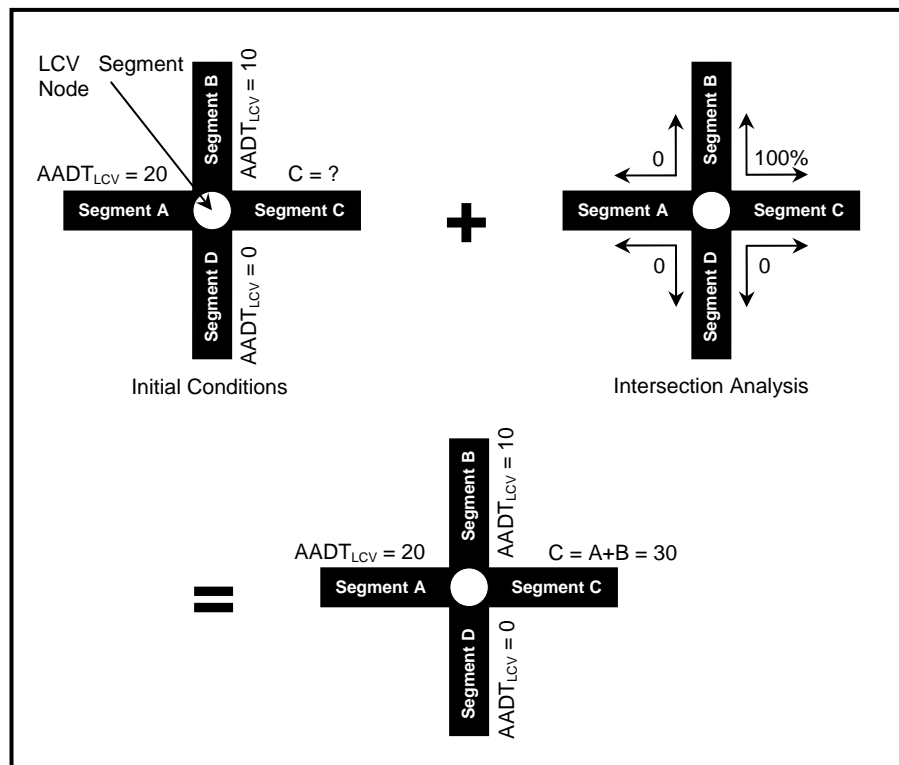 LCV Segment
Node
Segment B
AADTLCV = 10
AADTLCV = 20
C = ?
Segment A
Segment C
Segment D
AADTLCV = 0
Initial Conditions
+
Segment B
0
100%
Segment A
Segment C
0
0
Segment D
Intersection Analysis
=
Segment B
AADTLCV = 10
AADTLCV = 20
C = A+B = 30
Segment A
Segment C
Segment D
AADTLCV = 0